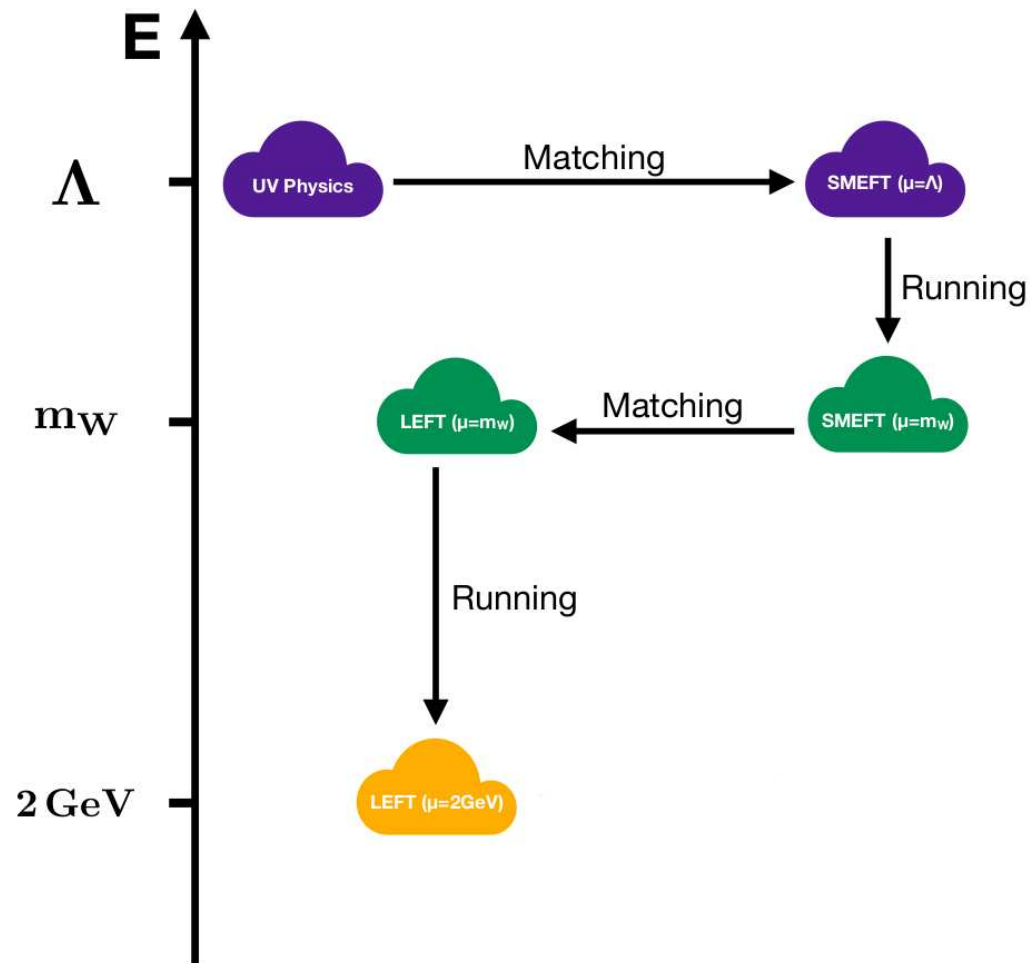 E
Λ
UV Physics
Matching
SMEFT (μ=Λ)
Running
mW
LEFT (μ=mW)
Matching
SMEFT (μ=mW)
Running
2 GeV
LEFT (μ=2GeV)